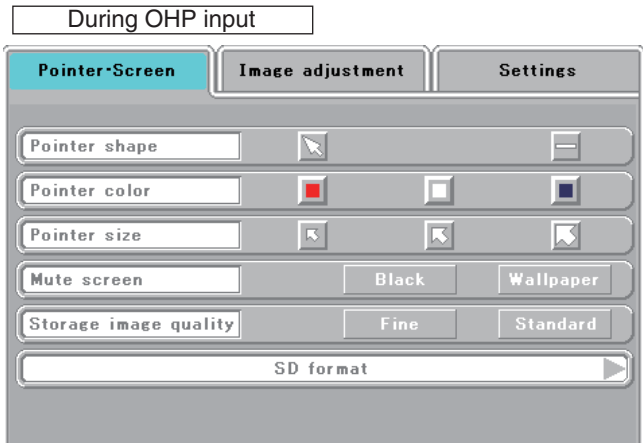 During OHP input
Pointer·Screen Image adjustment Settings
Pointer shape
Pointer color
Pointer size
Mute screen Black Wallpaper
Storage image quality Fine Standard
SD format